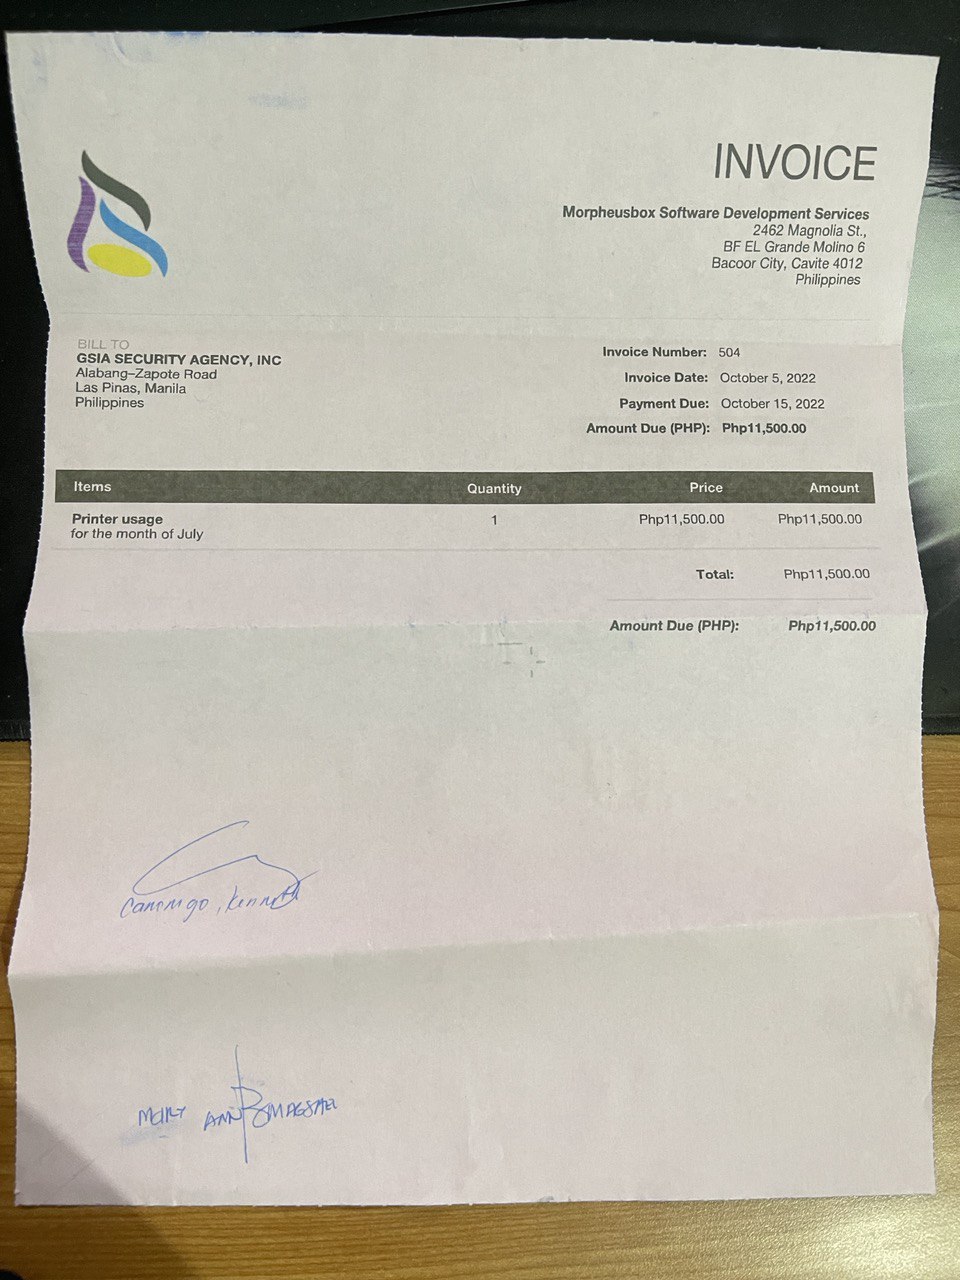 INVOICE
Morpheusbox Software Development Services
2462 Magnolia St.,
BF EL Grande Molino 6
Bacoor City, Cavite 4012
Philippines
BILL TO
GSIA SECURITY AGENCY, INC
Alabang–Zapote Road
Las Pinas, Manila
Philippines
Invoice Number: 504
Invoice Date: October 5, 2022
Payment Due: October 15, 2022
Amount Due (PHP): Php11,500.00
Items Quantity Price Amount
Printer usage 1 Php11,500.00 Php11,500.00
for the month of July
Total: Php11,500.00
Amount Due (PHP): Php11,500.00
Kenneth
Mary Ann